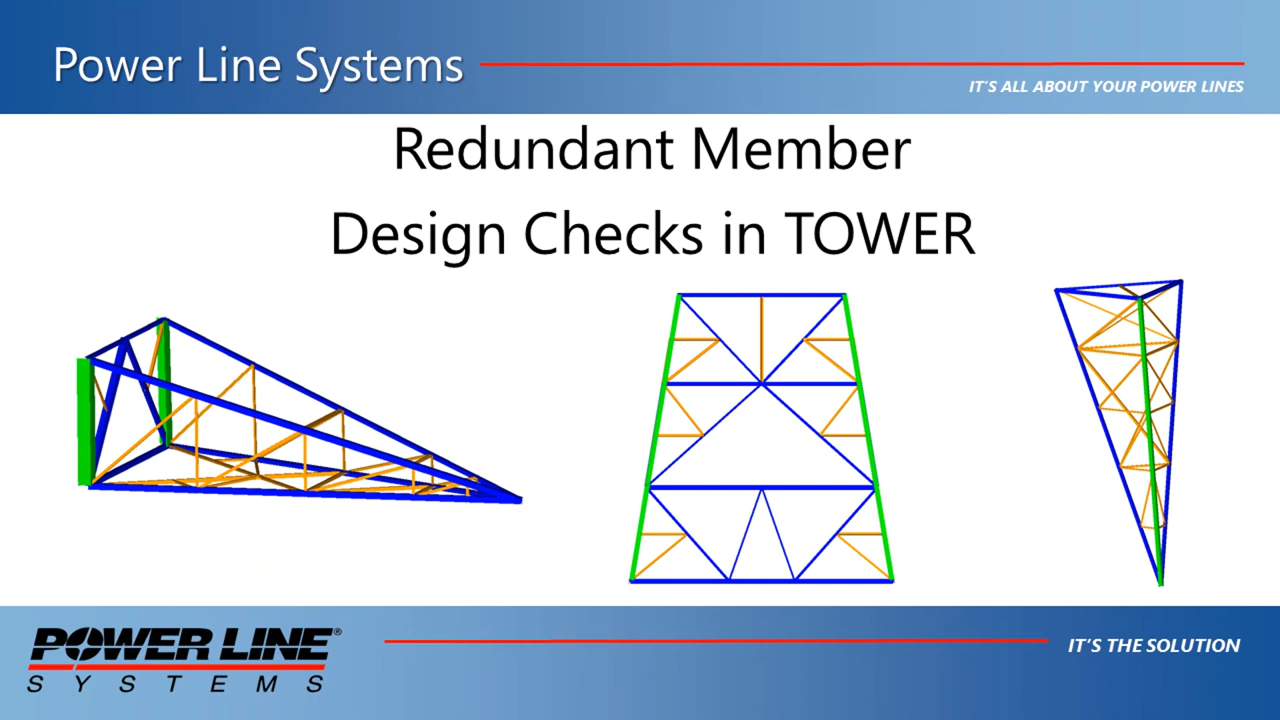 Power Line Systems
IT'S ALL ABOUT YOUR POWER LINES
Redundant Member
Design Checks in TOWER
POWER LINE®
SYSTEMS
IT'S THE SOLUTION